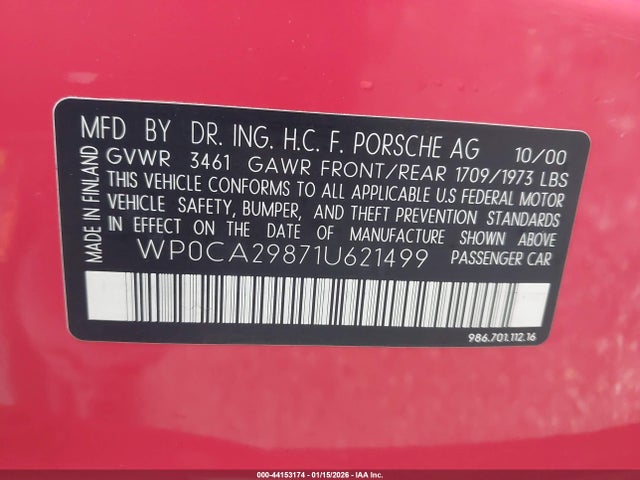 MFD BY DR. ING. H.C. F. PORSCHE AG 10/00
GVWR 3461 GAWR FRONT/REAR 1709/1973 LBS
THIS VEHICLE CONFORMS TO ALL APPLICABLE U.S FEDERAL MOTOR
VEHICLE SAFETY, BUMPER, AND THEFT PREVENTION STANDARDS
IN EFFECT ON THE DATE OF MANUFACTURE SHOWN ABOVE
WP0CA29871U621499 PASSENGER CAR
MADE IN FINLAND
986.701.112.16
000-44153174 | 01/15/2026 | IAA Inc.